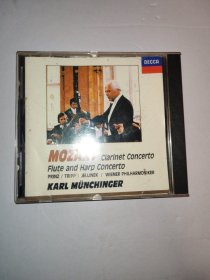 DECCA
MOZART Clarinet Concerto
Flute and Harp Concerto
PRINZ / TRIPP / JELLINEK / WIENER PHILHARMONIKER
KARL MÜNCHINGER